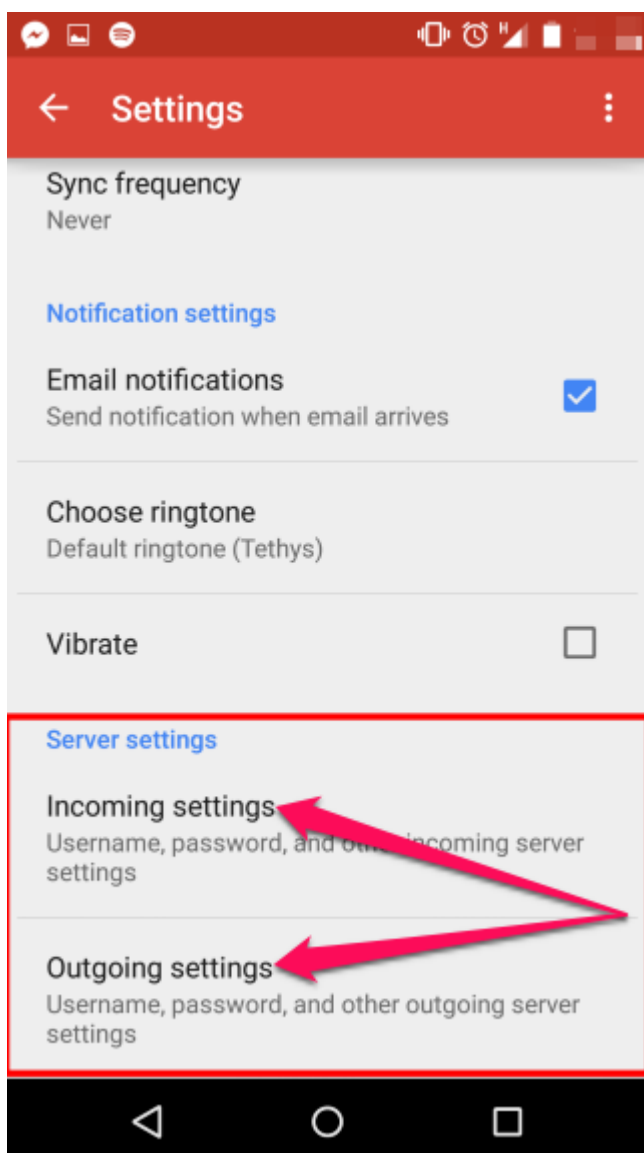 H
Settings
Sync frequency
Never
Notification settings
Email notifications
Send notification when email arrives
Choose ringtone
Default ringtone (Tethys)
Vibrate
Server settings
Incoming settings
Username, password, and other incoming server
settings
Outgoing settings
Username, password, and other outgoing server
settings